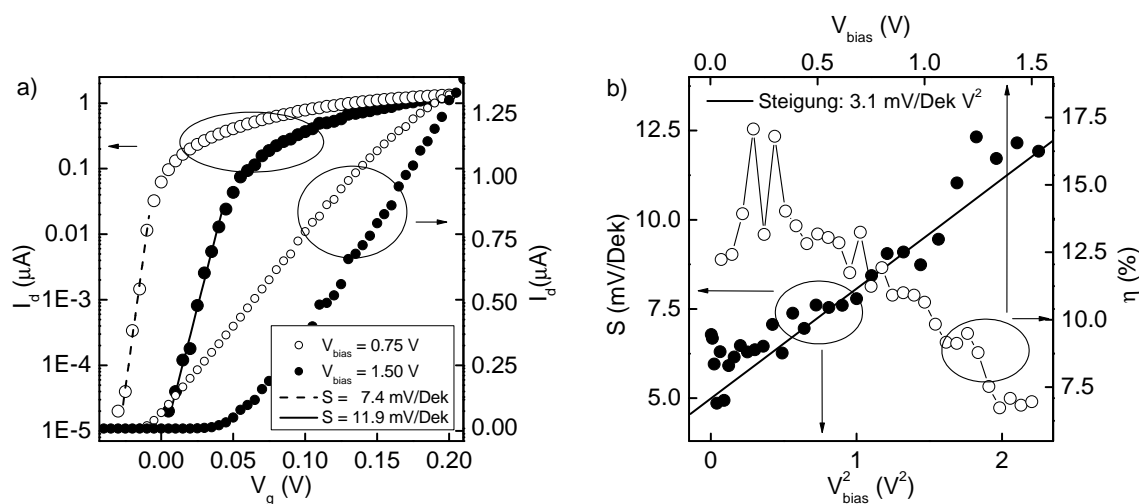 a)
I_d (μA)
1
0.1
0.01
1E-3
1E-4
1E-5
0.00 0.05 0.10 0.15 0.20
V_g (V)
1.25
1.00
0.75
0.50
0.25
0.00
I_d (μA)
V_bias = 0.75 V
V_bias = 1.50 V
S = 7.4 mV/Dek
S = 11.9 mV/Dek
b)
V_bias (V)
0.0 0.5 1.0 1.5
Steigung: 3.1 mV/Dek V²
S (mV/Dek)
12.5
10.0
7.5
5.0
17.5
15.0
12.5
10.0
7.5
η (%)
0 1 2
V²_bias (V²)